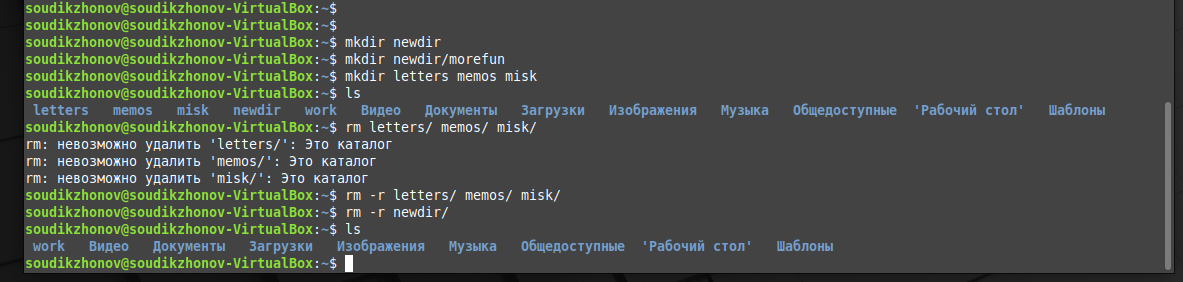 soudikzhonov@soudikzhonov-VirtualBox:~$
soudikzhonov@soudikzhonov-VirtualBox:~$
soudikzhonov@soudikzhonov-VirtualBox:~$ mkdir newdir
soudikzhonov@soudikzhonov-VirtualBox:~$ mkdir newdir/morefun
soudikzhonov@soudikzhonov-VirtualBox:~$ mkdir letters memos misk
soudikzhonov@soudikzhonov-VirtualBox:~$ ls
letters memos misk newdir work Видео Документы Загрузки Изображения Музыка Общедоступные 'Рабочий стол' Шаблоны
soudikzhonov@soudikzhonov-VirtualBox:~$ rm letters/ memos/ misk/
rm: невозможно удалить 'letters/': Это каталог
rm: невозможно удалить 'memos/': Это каталог
rm: невозможно удалить 'misk/': Это каталог
soudikzhonov@soudikzhonov-VirtualBox:~$ rm -r letters/ memos/ misk/
soudikzhonov@soudikzhonov-VirtualBox:~$ rm -r newdir/
soudikzhonov@soudikzhonov-VirtualBox:~$ ls
work Видео Документы Загрузки Изображения Музыка Общедоступные 'Рабочий стол' Шаблоны
soudikzhonov@soudikzhonov-VirtualBox:~$